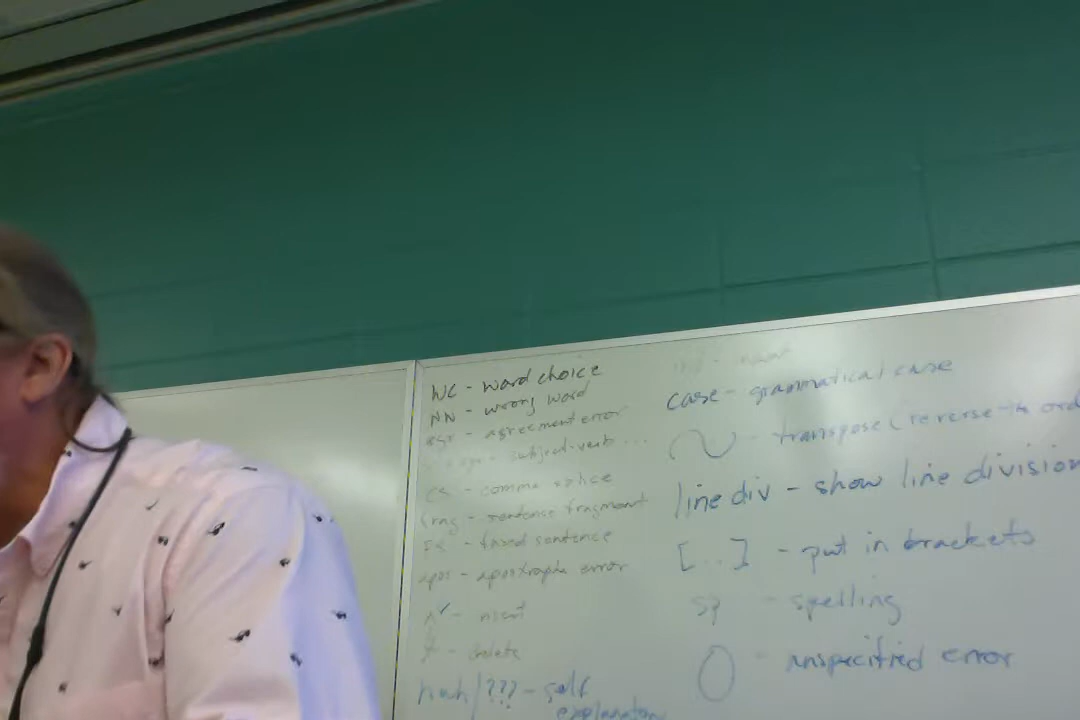 WC - word choice
WW - wrong word
agr - agreement error
subject-verb ...
cs - comma splice
frag - sentence fragment
fs - fused sentence
apos - apostrophe error
- insert
- delete
huh/??? - self
explanatory
- insert
case - grammatical case
- transpose (reverse the ord
line div - show line division
[...] - put in brackets
sp - spelling
- unspecified error